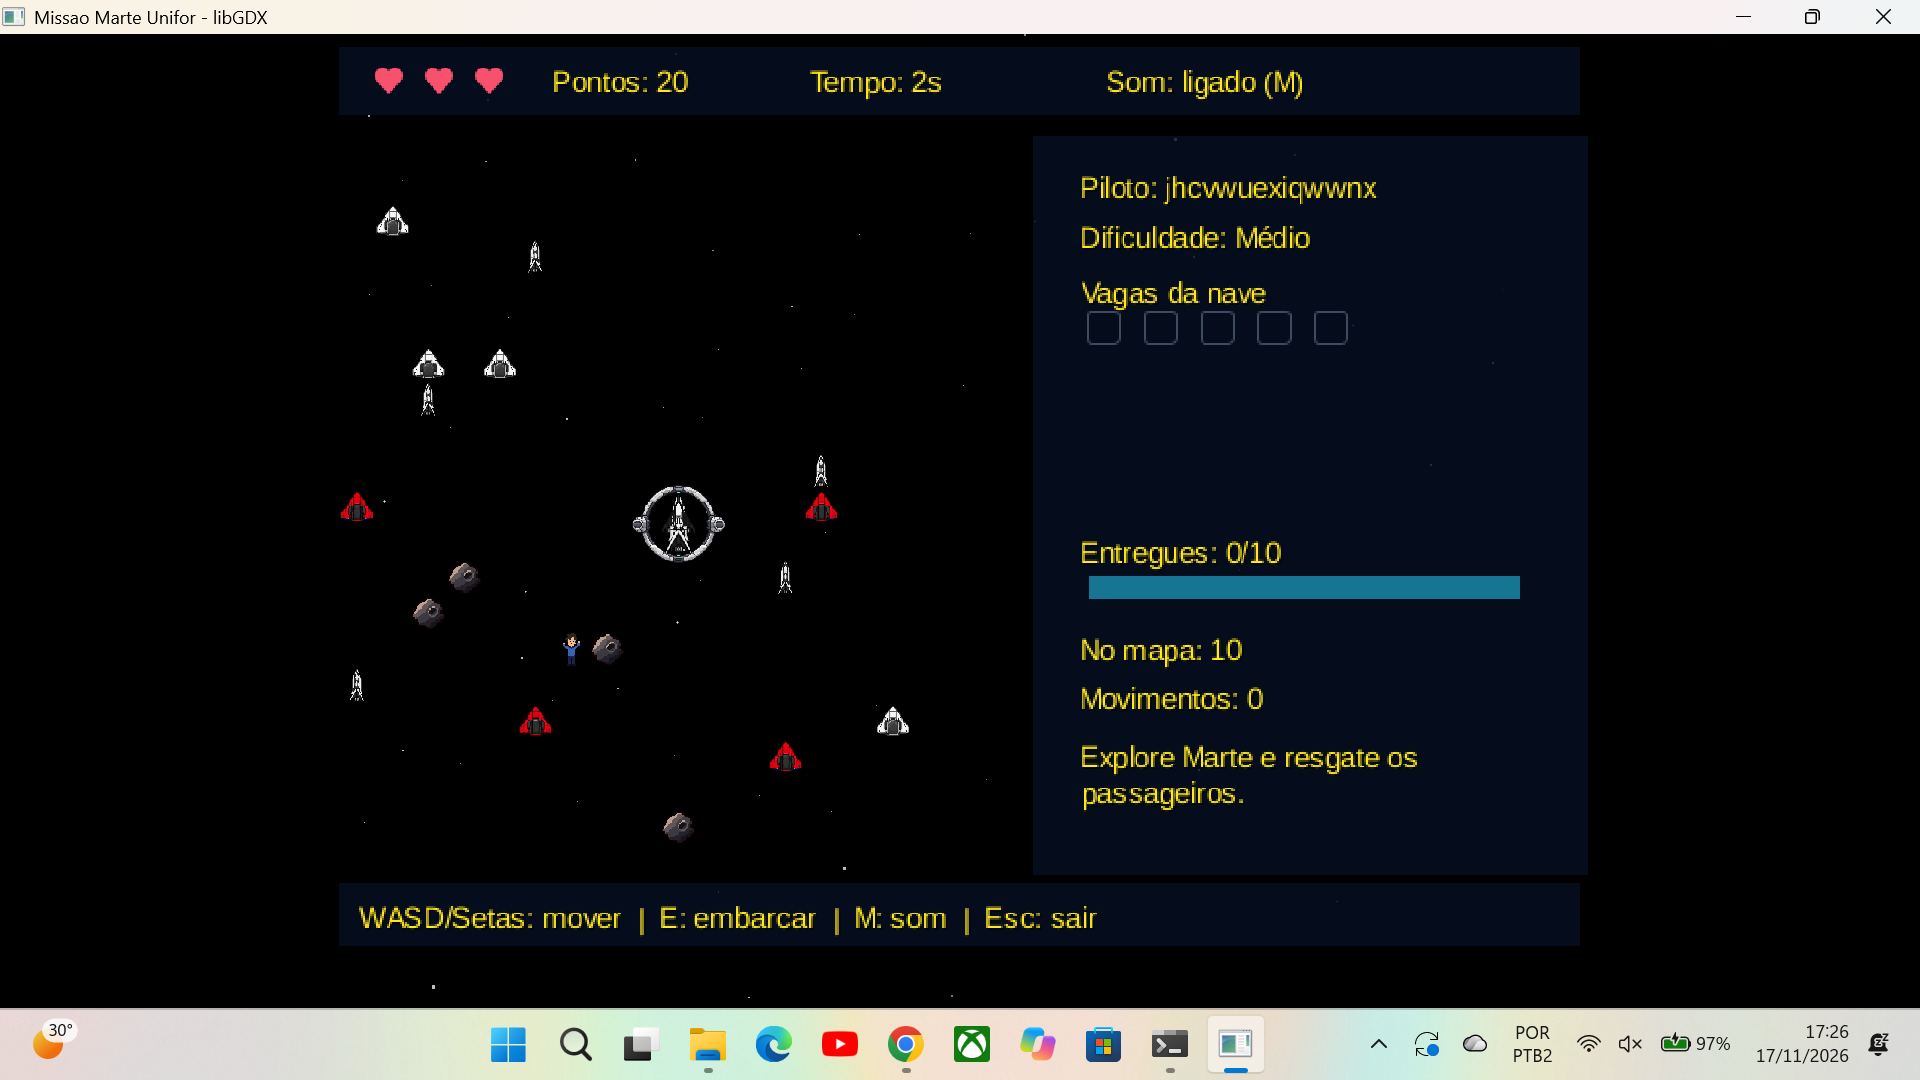 Missao Marte Unifor - libGDX
Pontos: 20
Tempo: 2s
Som: ligado (M)
Piloto: jhcvwuexiqwwnx
Dificuldade: Médio
Vagas da nave
Entregues: 0/10
No mapa: 10
Movimentos: 0
Explore Marte e resgate os
passageiros.
WASD/Setas: mover | E: embarcar | M: som | Esc: sair
30°
POR
PTB2
97%
17:26
17/11/2026